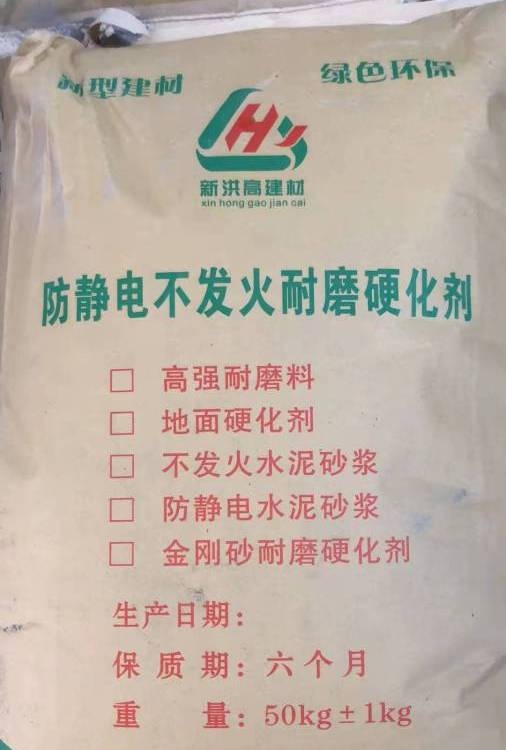 新型建材 绿色环保
新洪高建材
xin hong gao jian cai
防静电不发火耐磨硬化剂
□ 高强耐磨料
□ 地面硬化剂
□ 不发火水泥砂浆
□ 防静电水泥砂浆
□ 金刚砂耐磨硬化剂
生产日期：
保质期：六个月
重量：50kg±1kg